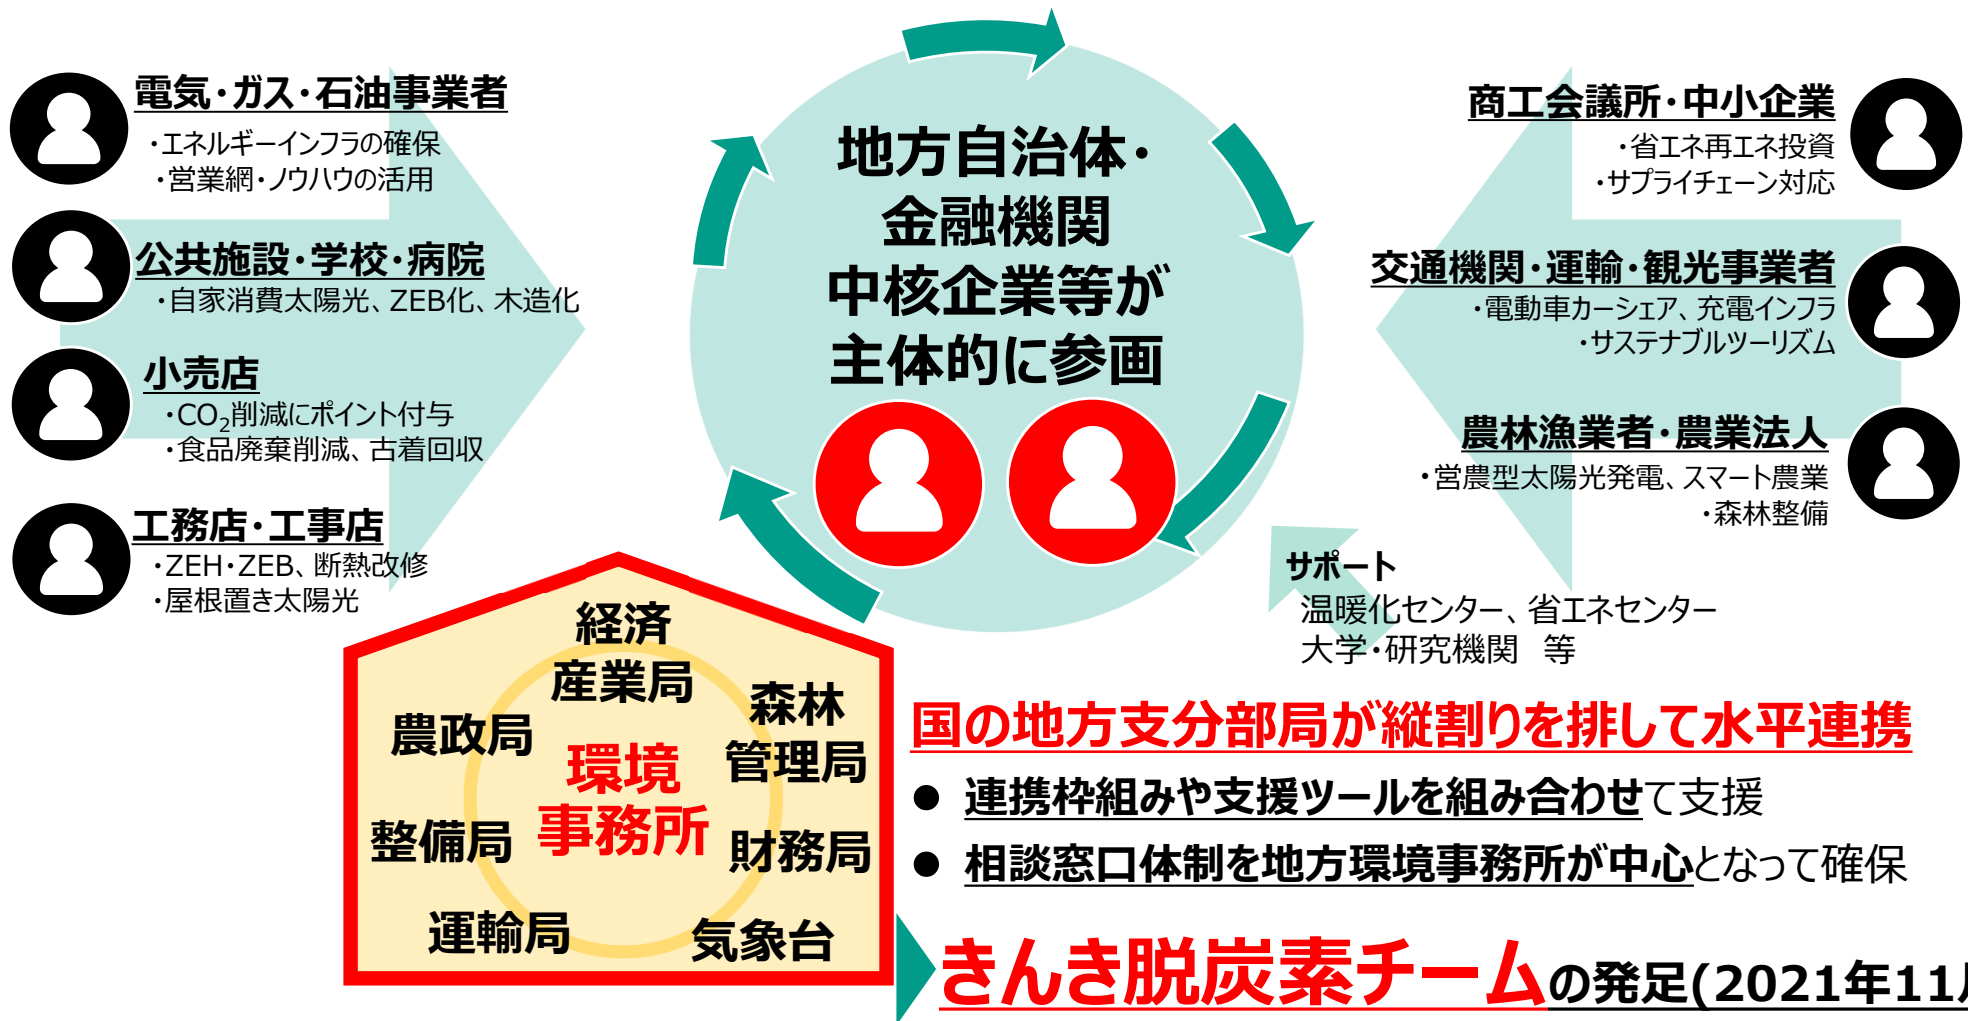 電気・ガス・石油事業者
・エネルギーインフラの確保
・営業網・ノウハウの活用
公共施設・学校・病院
・自家消費太陽光、ZEB化、木造化
小売店
・CO₂削減にポイント付与
・食品廃棄削減、古着回収
工務店・工事店
・ZEH・ZEB、断熱改修
・屋根置き太陽光
地方自治体・
金融機関
中核企業等が
主体的に参画
商工会議所・中小企業
・省エネ再エネ投資
・サプライチェーン対応
交通機関・運輸・観光事業者
・電動車カーシェア、充電インフラ
・サステナブルツーリズム
農林漁業者・農業法人
・営農型太陽光発電、スマート農業
・森林整備
サポート
温暖化センター、省エネセンター
大学・研究機関　等
経済
産業局
農政局
森林
管理局
環境
事務所
整備局
財務局
運輸局
気象台
国の地方支分部局が縦割りを排して水平連携
● 連携枠組みや支援ツールを組み合わせて支援
● 相談窓口体制を地方環境事務所が中心となって確保
きんき脱炭素チームの発足(2021年11月